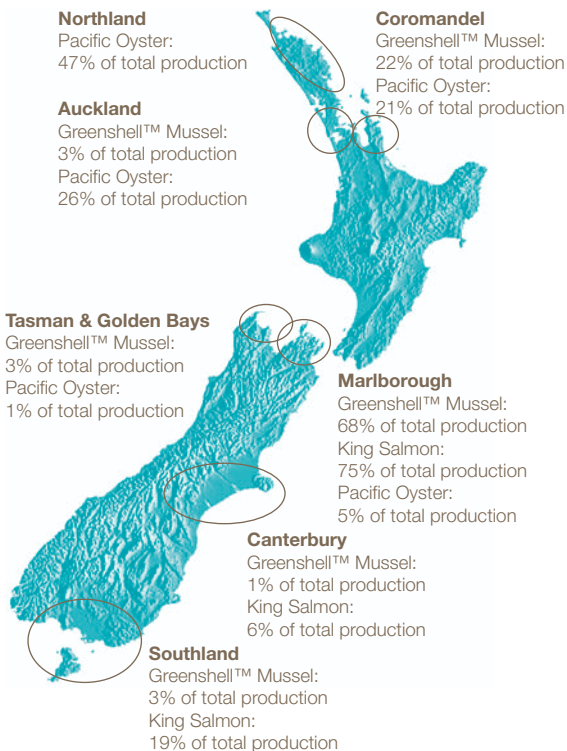 Northland
Pacific Oyster:
47% of total production
Coromandel
Greenshell™ Mussel:
22% of total production
Pacific Oyster:
21% of total production
Auckland
Greenshell™ Mussel:
3% of total production
Pacific Oyster:
26% of total production
Tasman & Golden Bays
Greenshell™ Mussel:
3% of total production
Pacific Oyster:
1% of total production
Marlborough
Greenshell™ Mussel:
68% of total production
King Salmon:
75% of total production
Pacific Oyster:
5% of total production
Canterbury
Greenshell™ Mussel:
1% of total production
King Salmon:
6% of total production
Southland
Greenshell™ Mussel:
3% of total production
King Salmon:
19% of total production